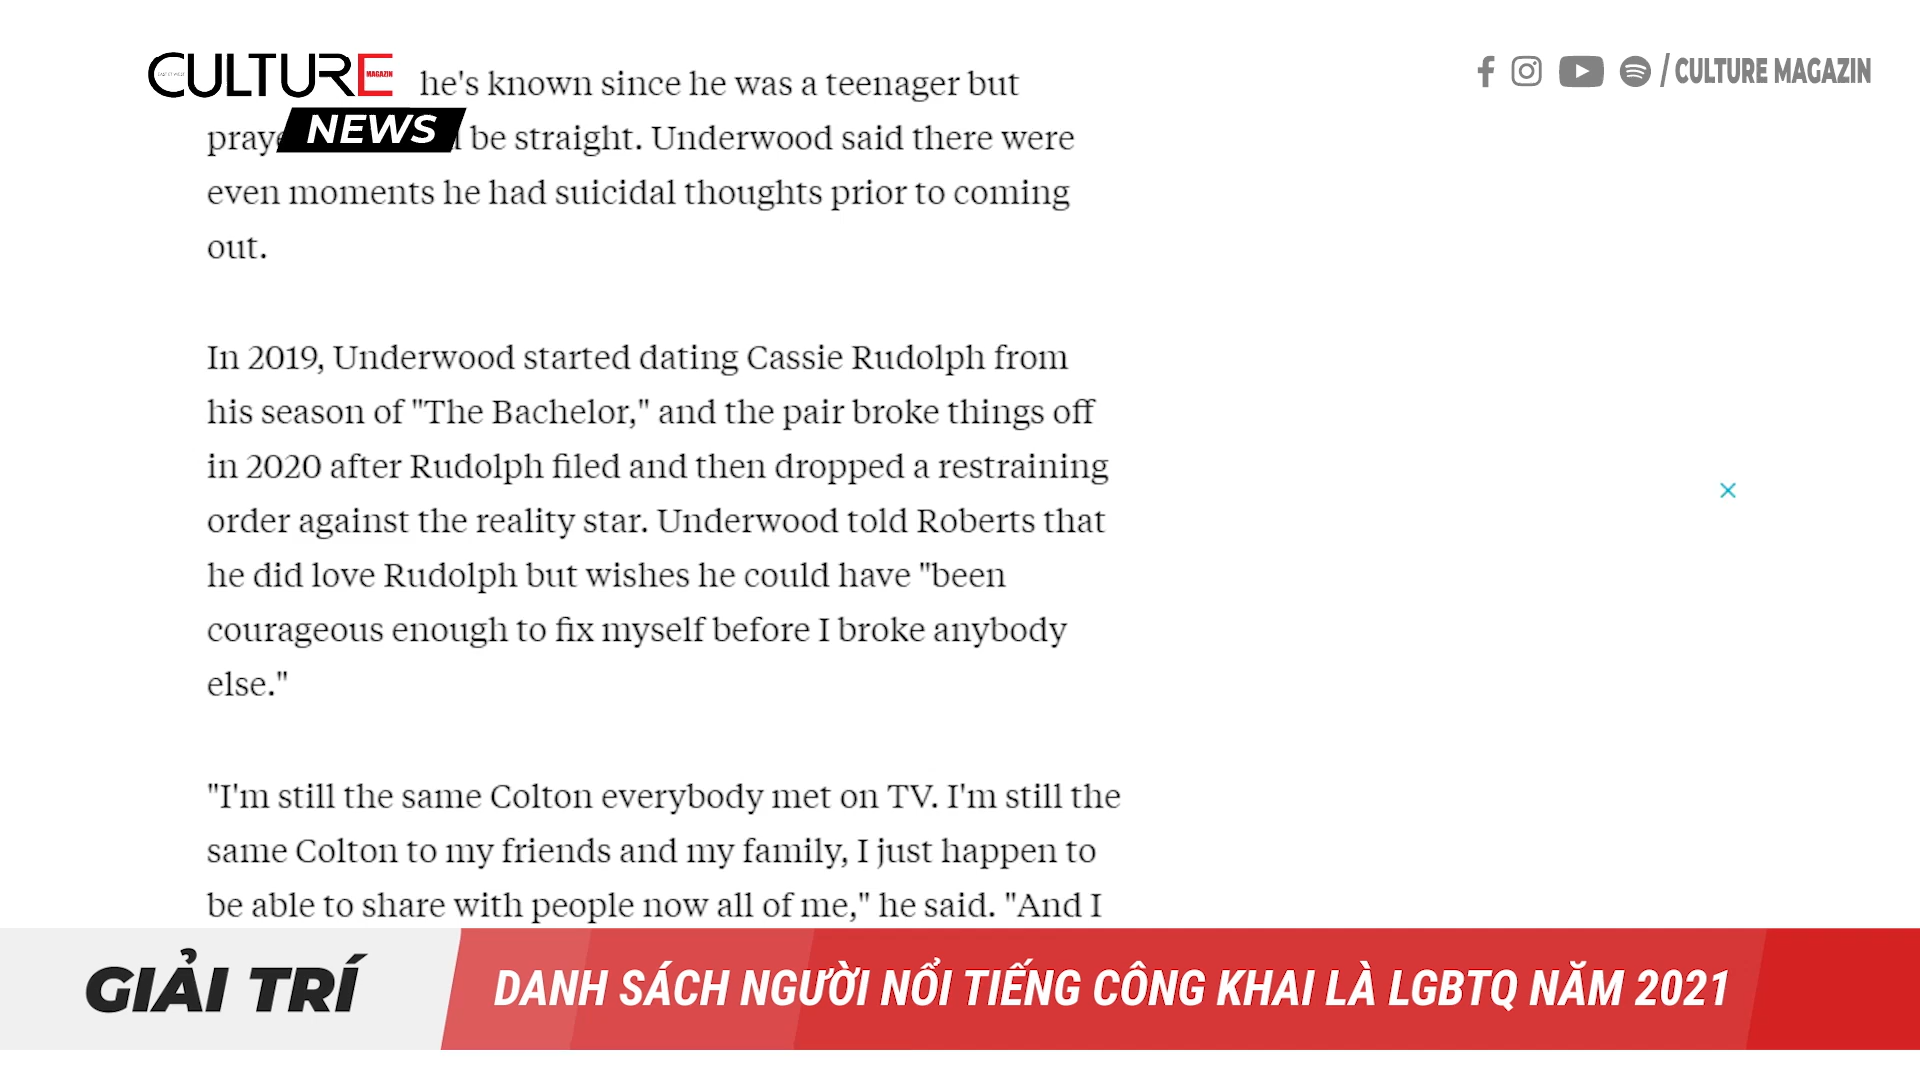 CULTURE
MAGAZIN
NEWS
/ CULTURE MAGAZIN
he's known since he was a teenager but
be straight. Underwood said there were
even moments he had suicidal thoughts prior to coming
out.
In 2019, Underwood started dating Cassie Rudolph from
his season of "The Bachelor," and the pair broke things off
in 2020 after Rudolph filed and then dropped a restraining
order against the reality star. Underwood told Roberts that
he did love Rudolph but wishes he could have "been
courageous enough to fix myself before I broke anybody
else."
"I'm still the same Colton everybody met on TV. I'm still the
same Colton to my friends and my family, I just happen to
be able to share with people now all of me," he said. "And I
GIẢI TRÍ
DANH SÁCH NGƯỜI NỔI TIẾNG CÔNG KHAI LÀ LGBTQ NĂM 2021